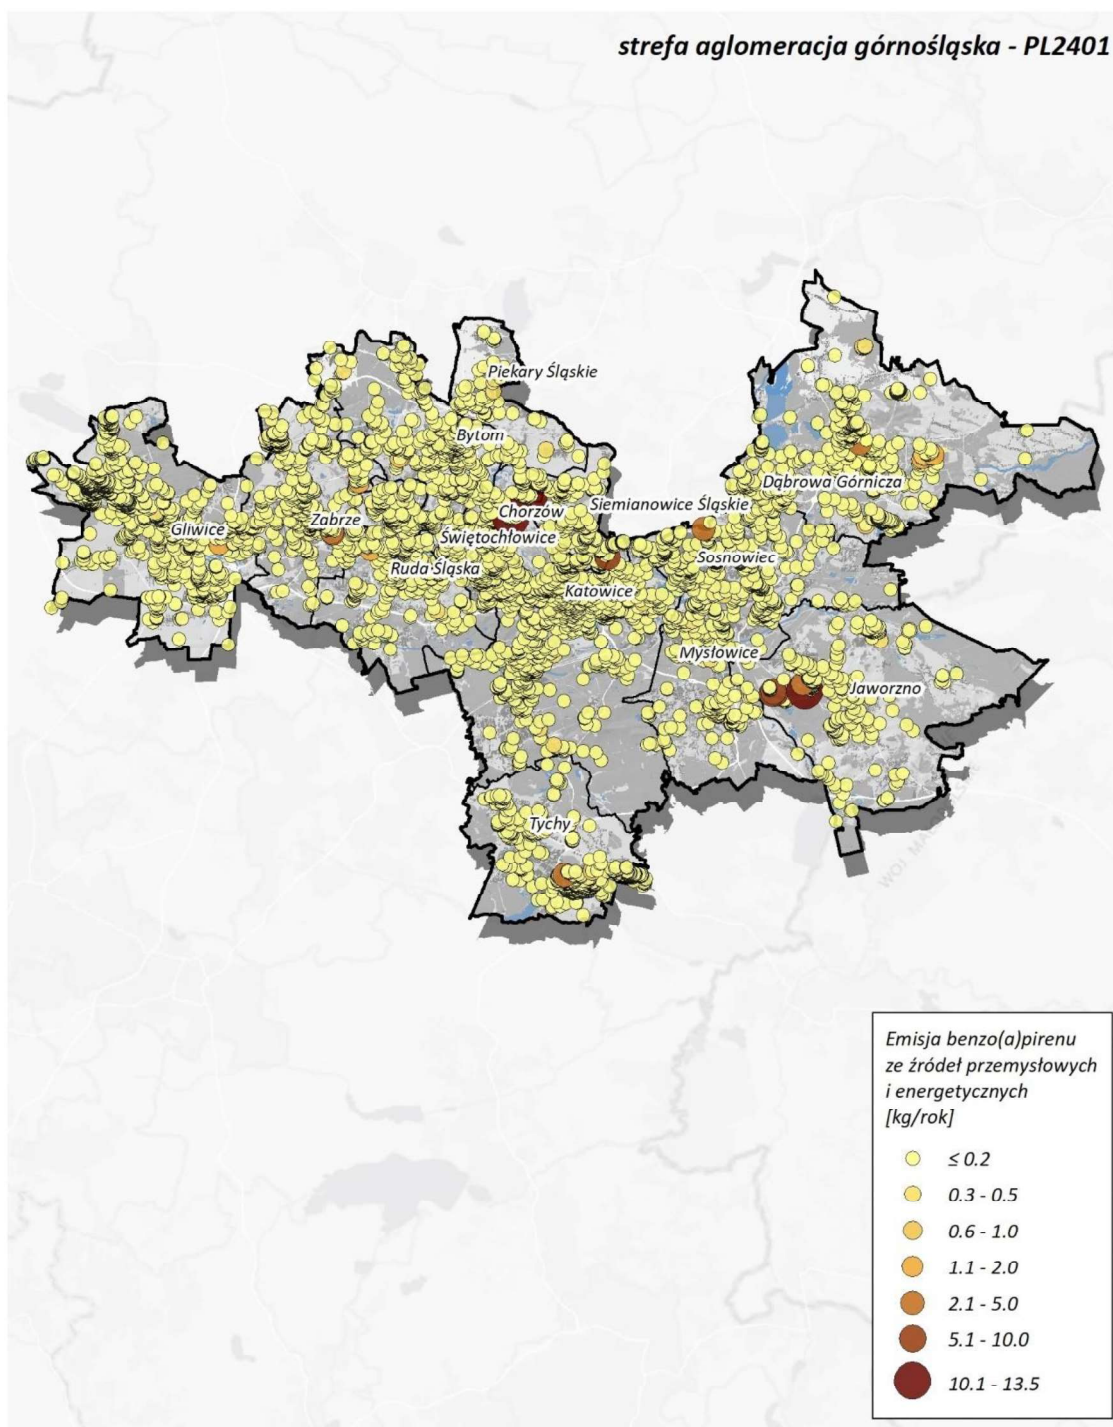 strefa aglomeracja górnośląska - PL2401
Piekary Śląskie
Bytom
Siemianowice Śląskie
Dąbrowa Górnicza
Chorzów
Zabrze
Gliwice
Świętochłowice
Sosnowiec
Ruda Śląska
Katowice
Mysłowice
Jaworzno
Tychy
WOJ. MA
Emisja benzo(a)pirenu
ze źródeł przemysłowych
i energetycznych
[kg/rok]
≤ 0.2
0.3 - 0.5
0.6 - 1.0
1.1 - 2.0
2.1 - 5.0
5.1 - 10.0
10.1 - 13.5